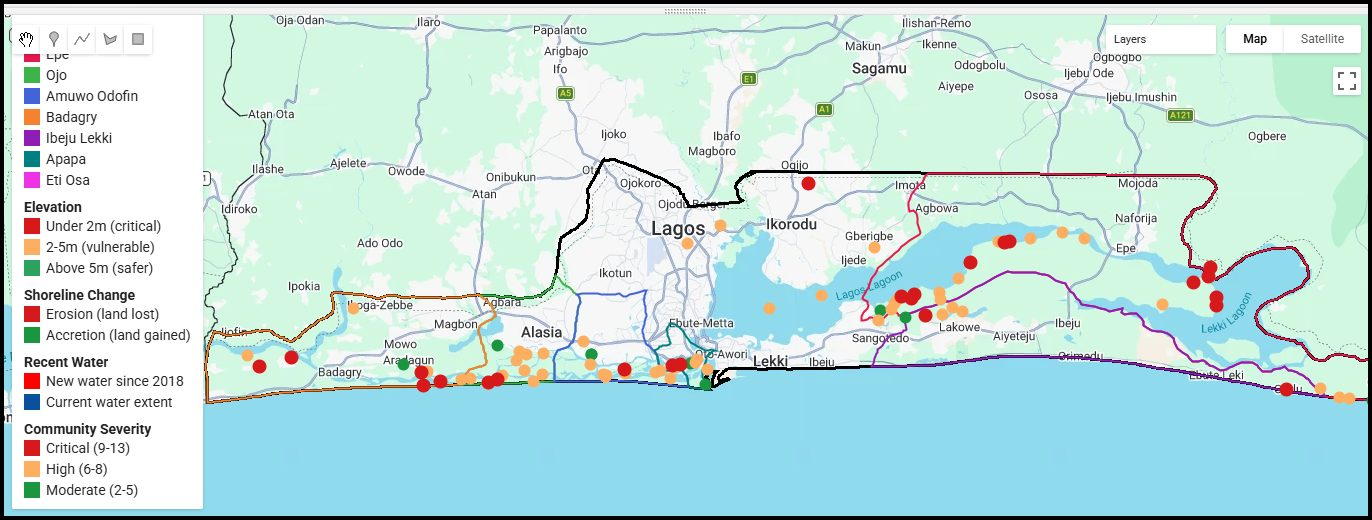 Layers
Map
Satellite
Epe
Ojo
Amuwo Odofin
Badagry
Ibeju Lekki
Apapa
Eti Osa
Elevation
Under 2m (critical)
2-5m (vulnerable)
Above 5m (safer)
Shoreline Change
Erosion (land lost)
Accretion (land gained)
Recent Water
New water since 2018
Current water extent
Community Severity
Critical (9-13)
High (6-8)
Moderate (2-5)
Oja-Odan
Ilaro
Papalanto
Ilishan-Remo
Arigbajo
Makun
Ikenne
Ogbogbo
Ifo
Sagamu
Odogbolu
Ijebu Ode
E1
Aiyepe
A5
Ososa
Ijebu Imushin
A1
Atan Ota
A121
Ijoko
Ibafo
Ogbere
Magboro
Ilashe
Ajelete
Owode
Onibukun
Ota
Ogijo
Ojokoro
Imota
Mojoda
Atan
Idiroko
Ojodu Berger
Agbowa
Naforija
Lagos
Ikorodu
Ado Odo
Gberigbe
Epe
Ijede
Ikotun
Ipokia
Lagos Lagoon
Agbara
Lekki Lagoon
Magbon
Alasia
Ebute-Metta
Lakowe
Ibeju
Sangotedo
Aiyeteju
Mowo
Aradagun
Lekki
Ibeju
Orimedu
Badagry
Ebute Leki